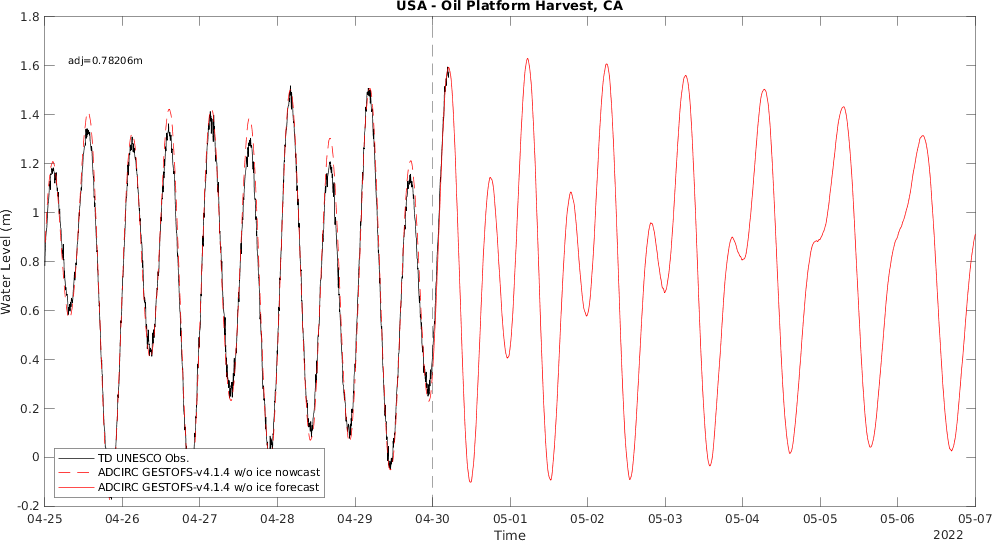 USA - Oil Platform Harvest, CA
1.8
1.6
1.4
1.2
1
0.8
0.6
0.4
0.2
0
-0.2
Water Level (m)
adj=0.78206m
TD UNESCO Obs.
ADCIRC GESTOFS-v4.1.4 w/o ice nowcast
ADCIRC GESTOFS-v4.1.4 w/o ice forecast
04-25 04-26 04-27 04-28 04-29 04-30 05-01 05-02 05-03 05-04 05-05 05-06 05-07
Time
2022